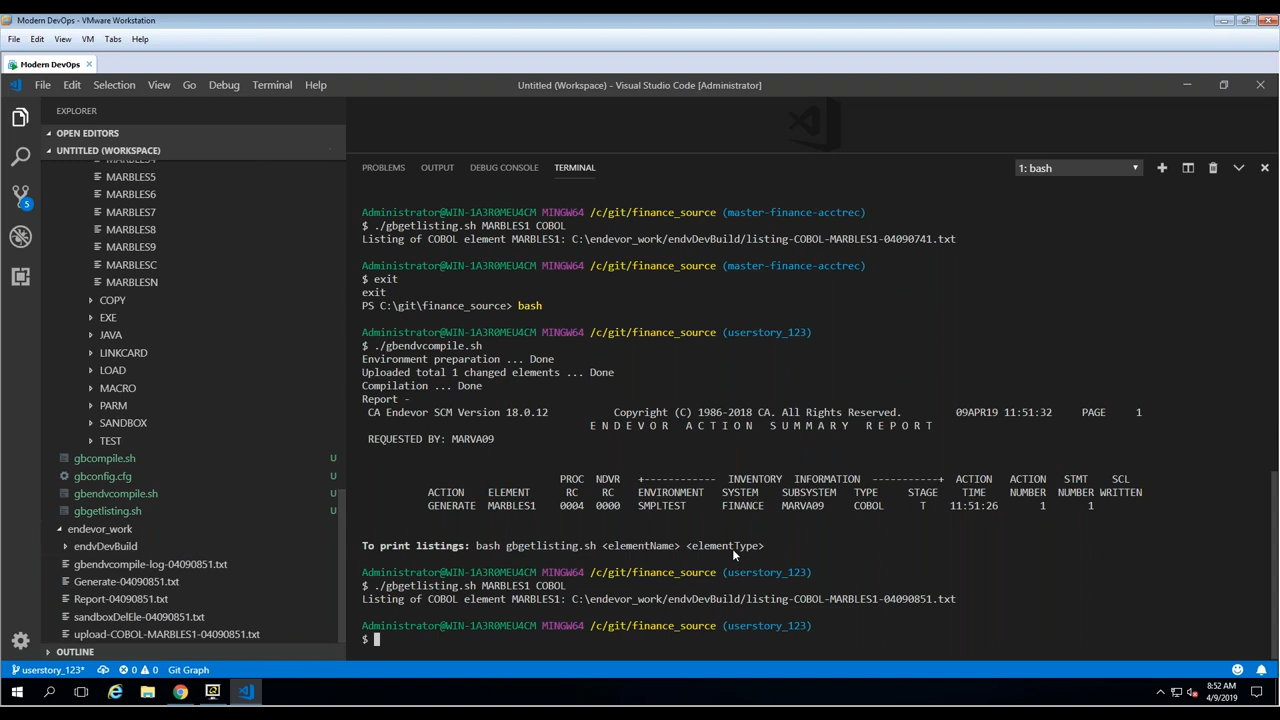 Modern DevOps - VMware Workstation
File Edit View VM Tabs Help
Modern DevOps
File Edit Selection View Go Debug Terminal Help
Untitled (Workspace) - Visual Studio Code [Administrator]
EXPLORER
OPEN EDITORS
UNTITLED (WORKSPACE)
MARBLES4
MARBLES5
MARBLES6
MARBLES7
MARBLES8
MARBLES9
MARBLESC
MARBLESN
COPY
EXE
JAVA
LINKCARD
LOAD
MACRO
PARM
SANDBOX
TEST
gbcompile.sh U
gbconfig.cfg U
gbendvcompile.sh U
gbgetlisting.sh U
endevor_work
endvDevBuild
gbendvcompile-log-04090851.txt
Generate-04090851.txt
Report-04090851.txt
sandboxDelEle-04090851.txt
upload-COBOL-MARBLES1-04090851.txt
OUTLINE
5
PROBLEMS OUTPUT DEBUG CONSOLE TERMINAL
1: bash
Administrator@WIN-1A3R0MEU4CM MINGW64 /c/git/finance_source (master-finance-acctrec)
$ ./gbgetlisting.sh MARBLES1 COBOL
Listing of COBOL element MARBLES1: C:\endevor_work/endvDevBuild/listing-COBOL-MARBLES1-04090741.txt
Administrator@WIN-1A3R0MEU4CM MINGW64 /c/git/finance_source (master-finance-acctrec)
$ exit
exit
PS C:\git\finance_source> bash
Administrator@WIN-1A3R0MEU4CM MINGW64 /c/git/finance_source (userstory_123)
$ ./gbendvcompile.sh
Environment preparation ... Done
Uploaded total 1 changed elements ... Done
Compilation ... Done
Report -
CA Endevor SCM Version 18.0.12 Copyright (C) 1986-2018 CA. All Rights Reserved. 09APR19 11:51:32 PAGE 1
E N D E V O R A C T I O N S U M M A R Y R E P O R T
REQUESTED BY: MARVA09
PROC NDVR +------------ INVENTORY INFORMATION -----------+ ACTION ACTION STMT SCL
ACTION ELEMENT RC RC ENVIRONMENT SYSTEM SUBSYSTEM TYPE STAGE TIME NUMBER NUMBER WRITTEN
GENERATE MARBLES1 0004 0000 SMPLTEST FINANCE MARVA09 COBOL T 11:51:26 1 1
To print listings: bash gbgetlisting.sh <elementName> <elementType>
Administrator@WIN-1A3R0MEU4CM MINGW64 /c/git/finance_source (userstory_123)
$ ./gbgetlisting.sh MARBLES1 COBOL
Listing of COBOL element MARBLES1: C:\endevor_work/endvDevBuild/listing-COBOL-MARBLES1-04090851.txt
Administrator@WIN-1A3R0MEU4CM MINGW64 /c/git/finance_source (userstory_123)
$
userstory_123* 0 0 Git Graph
8:52 AM
4/9/2019